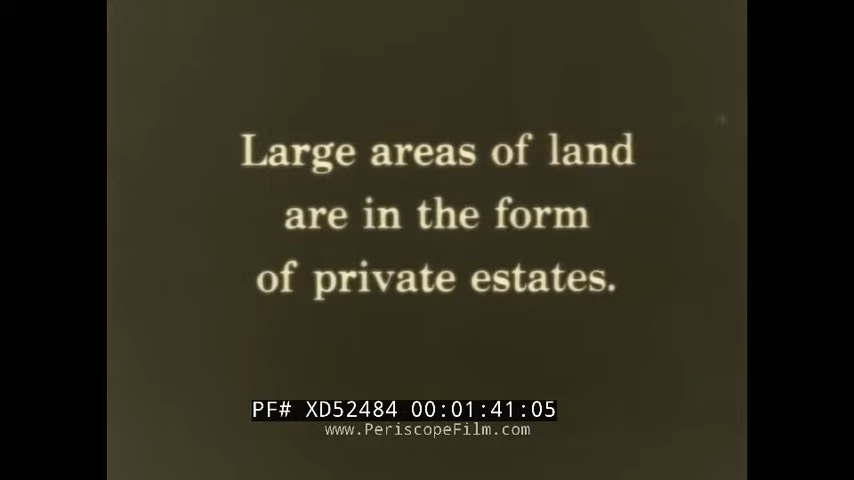 Large areas of land
are in the form
of private estates.
PF# XD52484 00:01:41:05
www.PeriscopeFilm.com